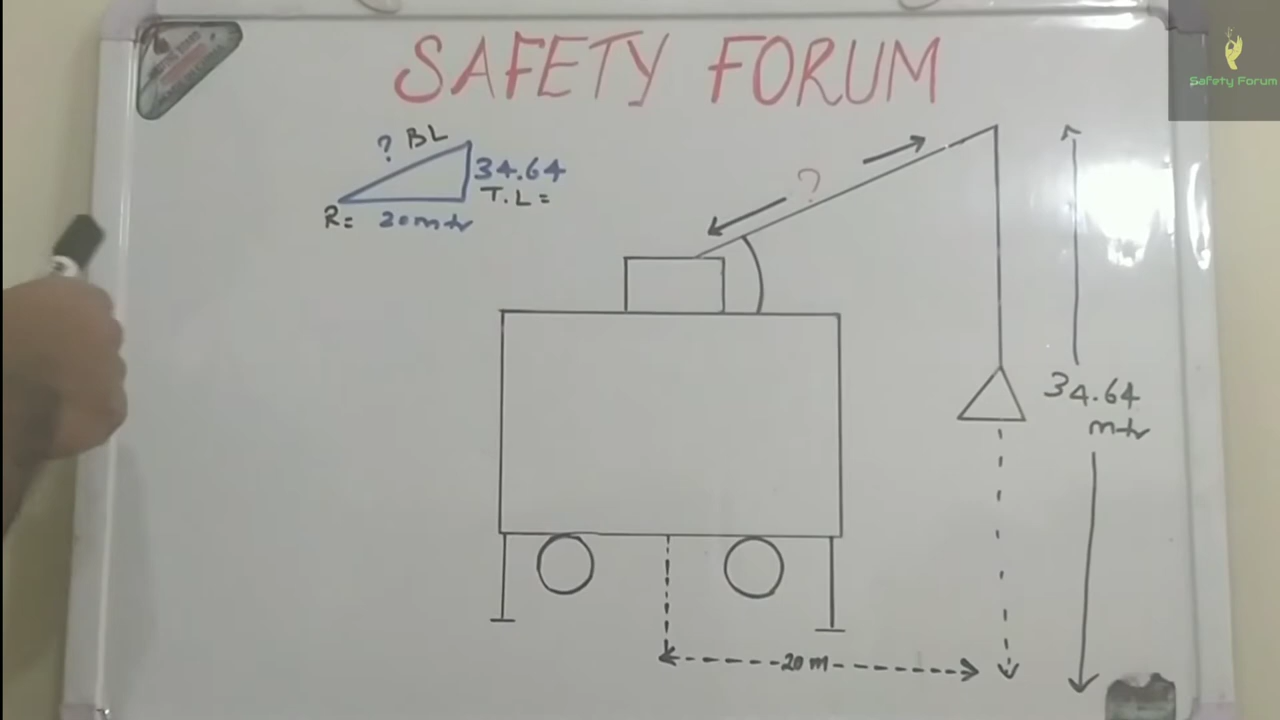 SAFETY FORUM
Safety Forum
? BL
34.64
T.L =
R= 20mtr
?
34.64
mtr
20 m